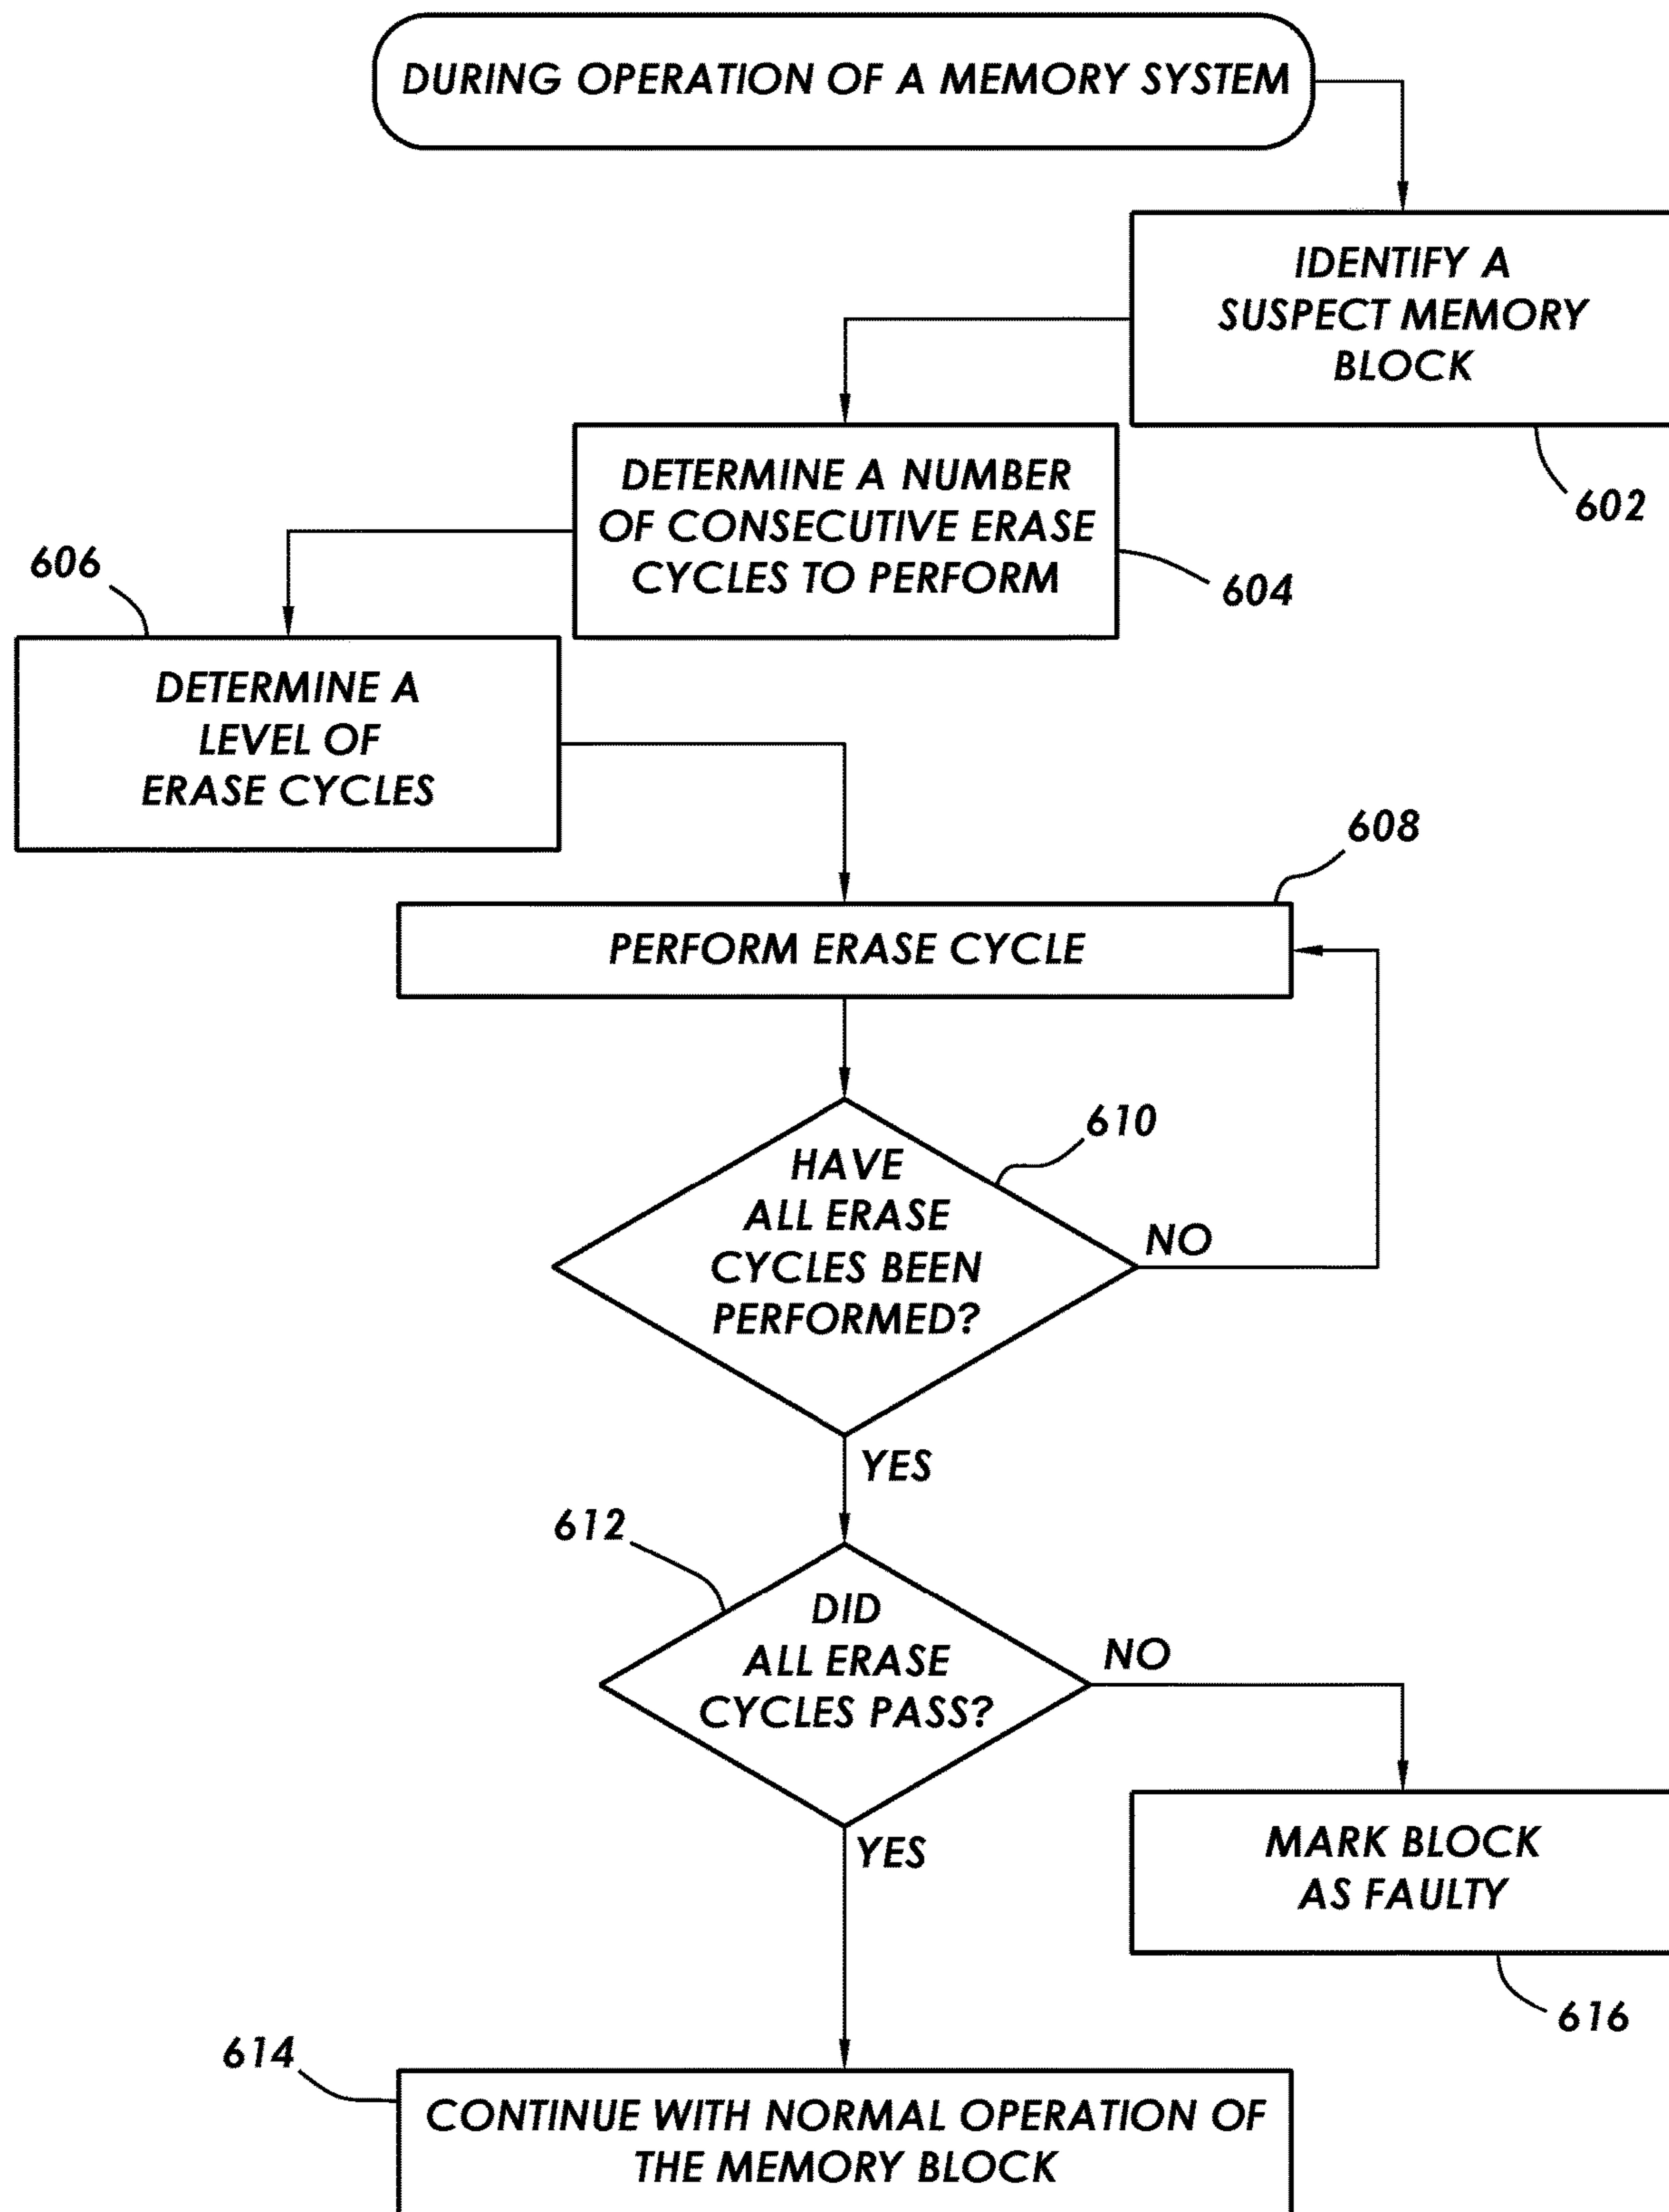 DURING OPERATION OF A MEMORY SYSTEM
IDENTIFY A
SUSPECT MEMORY
BLOCK
602
DETERMINE A NUMBER
OF CONSECUTIVE ERASE
CYCLES TO PERFORM
604
606
DETERMINE A
LEVEL OF
ERASE CYCLES
608
PERFORM ERASE CYCLE
610
HAVE
ALL ERASE
CYCLES BEEN
PERFORMED?
NO
YES
612
DID
ALL ERASE
CYCLES PASS?
NO
YES
MARK BLOCK
AS FAULTY
616
614
CONTINUE WITH NORMAL OPERATION OF
THE MEMORY BLOCK